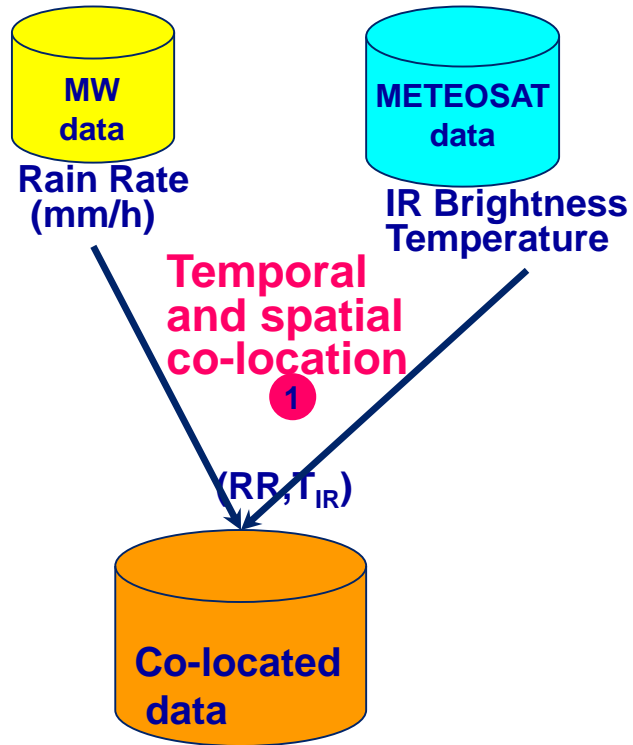 MW
data
METEOSAT
data
Rain Rate
(mm/h)
IR Brightness
Temperature
Temporal
and spatial
co-location
1
(RR,T_IR)
Co-located
data